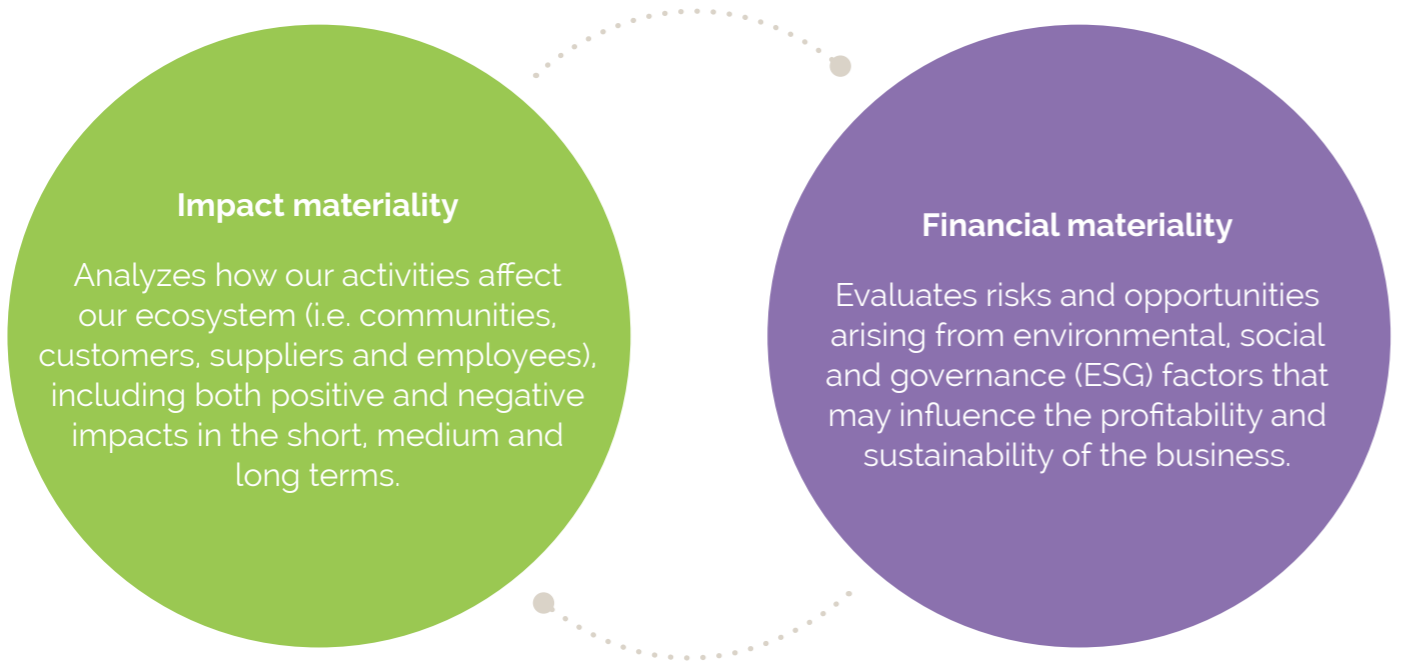 Impact materiality
Analyzes how our activities affect
our ecosystem (i.e. communities,
customers, suppliers and employees),
including both positive and negative
impacts in the short, medium and
long terms.
Financial materiality
Evaluates risks and opportunities
arising from environmental, social
and governance (ESG) factors that
may influence the profitability and
sustainability of the business.